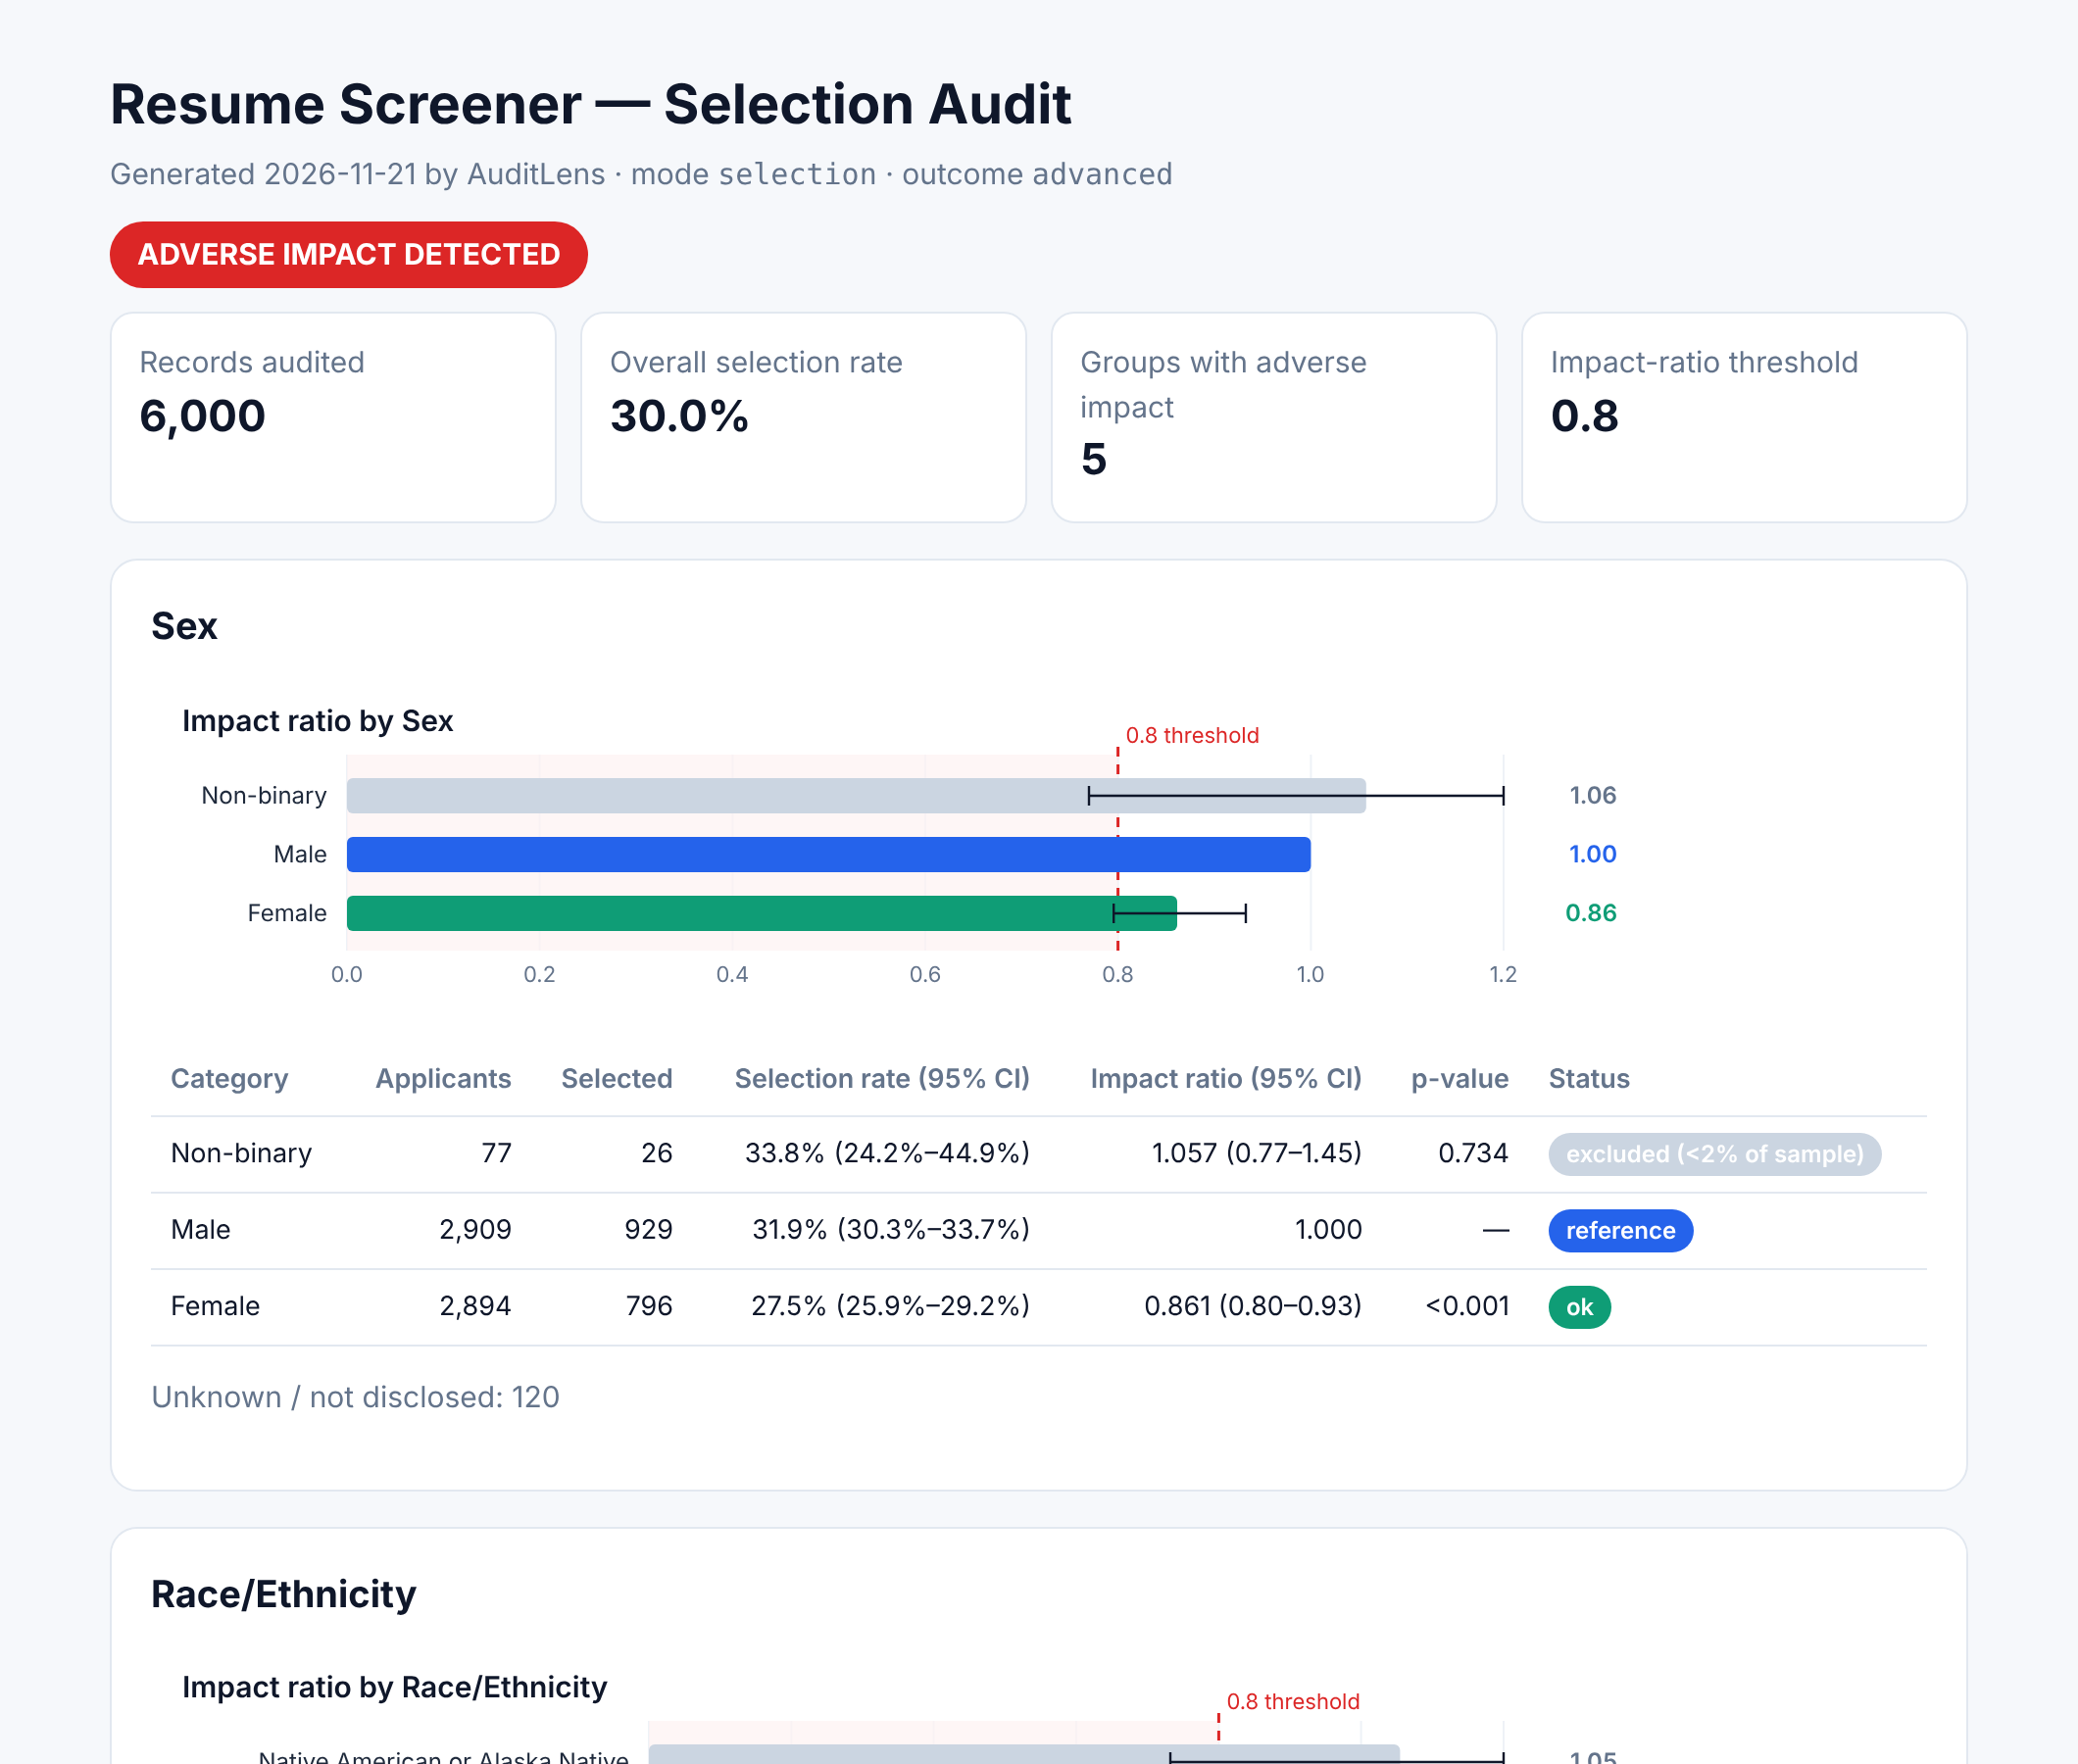 Resume Screener — Selection Audit
Generated 2026-11-21 by AuditLens · mode selection · outcome advanced
ADVERSE IMPACT DETECTED
Records audited
6,000
Overall selection rate
30.0%
Groups with adverse
impact
5
Impact-ratio threshold
0.8
Sex
Impact ratio by Sex
0.8 threshold
Non-binary 1.06
Male 1.00
Female 0.86
0.0 0.2 0.4 0.6 0.8 1.0 1.2
Category Applicants Selected Selection rate (95% CI) Impact ratio (95% CI) p-value Status
Non-binary 77 26 33.8% (24.2%–44.9%) 1.057 (0.77–1.45) 0.734 excluded (<2% of sample)
Male 2,909 929 31.9% (30.3%–33.7%) 1.000 — reference
Female 2,894 796 27.5% (25.9%–29.2%) 0.861 (0.80–0.93) <0.001 ok
Unknown / not disclosed: 120
Race/Ethnicity
Impact ratio by Race/Ethnicity
0.8 threshold
Native American or Alaska Native 1.05